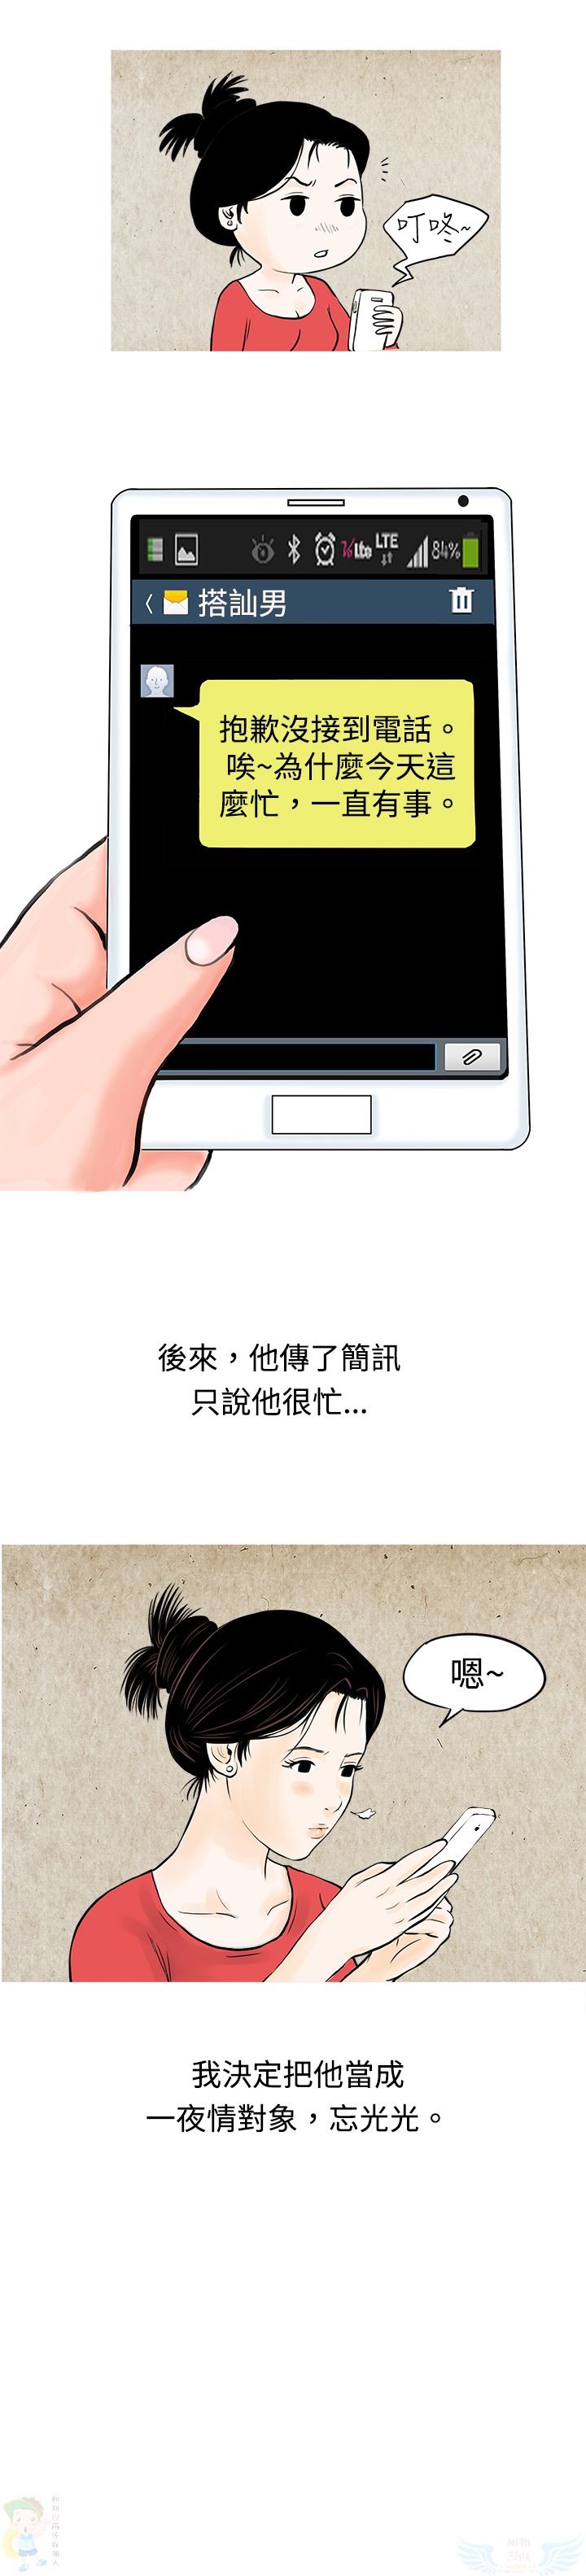 叮咚~
LTE
84%
〈 搭訕男
抱歉沒接到電話。
唉~為什麼今天這
麼忙，一直有事。
後來，他傳了簡訊
只說他很忙...
嗯~
我決定把他當成
一夜情對象，忘光光。